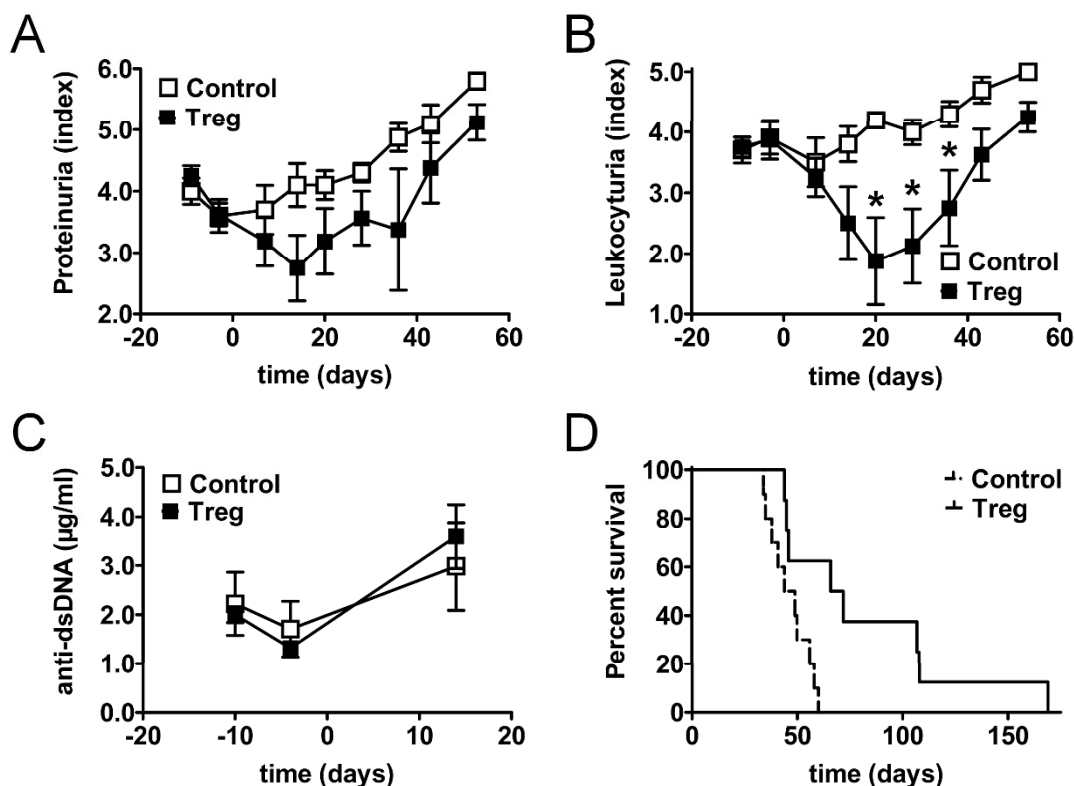 A
Proteinuria (index)
6.0
5.0
4.0
3.0
2.0
Control
Treg
-20 0 20 40 60
time (days)
B
Leukocyturia (index)
5.0
4.0
3.0
2.0
1.0
* * *
Control
Treg
-20 0 20 40 60
time (days)
C
anti-dsDNA (µg/ml)
5.0
4.0
3.0
2.0
1.0
0.0
Control
Treg
-20 -10 0 10 20
time (days)
D
Percent survival
100
80
60
40
20
0
Control
Treg
0 50 100 150
time (days)